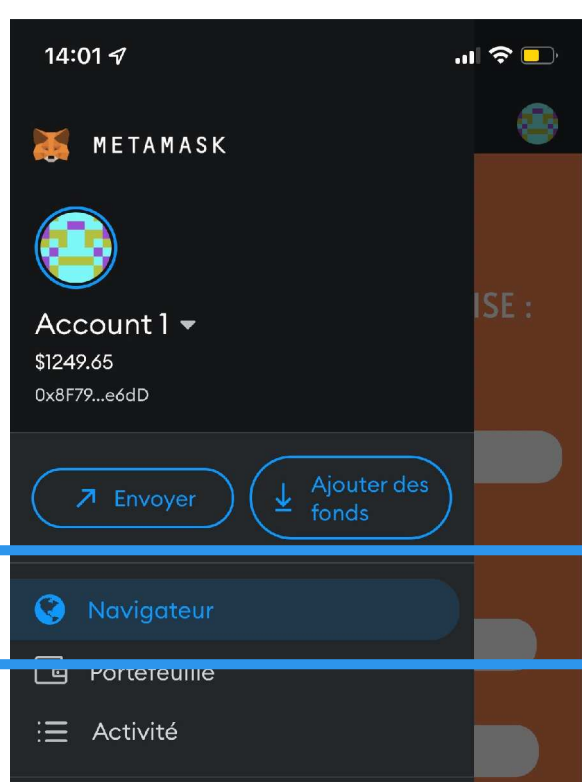 14:01
METAMASK
ISE :
Account 1
$1249.65
0x8F79...e6dD
Envoyer
Ajouter des
fonds
Navigateur
Portefeuille
Activité